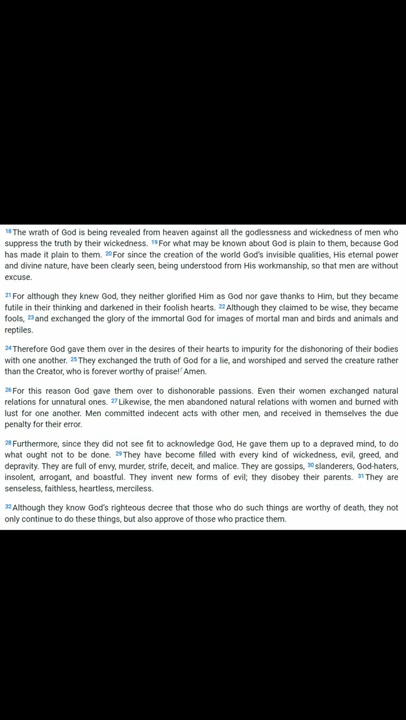 18 The wrath of God is being revealed from heaven against all the godlessness and wickedness of men who
suppress the truth by their wickedness. 19 For what may be known about God is plain to them, because God
has made it plain to them. 20 For since the creation of the world God's invisible qualities, His eternal power
and divine nature, have been clearly seen, being understood from His workmanship, so that men are without
excuse.
21 For although they knew God, they neither glorified Him as God nor gave thanks to Him, but they became
futile in their thinking and darkened in their foolish hearts. 22 Although they claimed to be wise, they became
fools, 23 and exchanged the glory of the immortal God for images of mortal man and birds and animals and
reptiles.
24 Therefore God gave them over in the desires of their hearts to impurity for the dishonoring of their bodies
with one another. 25 They exchanged the truth of God for a lie, and worshiped and served the creature rather
than the Creator, who is forever worthy of praise! Amen.
26 For this reason God gave them over to dishonorable passions. Even their women exchanged natural
relations for unnatural ones. 27 Likewise, the men abandoned natural relations with women and burned with
lust for one another. Men committed indecent acts with other men, and received in themselves the due
penalty for their error.
28 Furthermore, since they did not see fit to acknowledge God, He gave them up to a depraved mind, to do
what ought not to be done. 29 They have become filled with every kind of wickedness, evil, greed, and
depravity. They are full of envy, murder, strife, deceit, and malice. They are gossips, 30 slanderers, God-haters,
insolent, arrogant, and boastful. They invent new forms of evil; they disobey their parents. 31 They are
senseless, faithless, heartless, merciless.
32 Although they know God's righteous decree that those who do such things are worthy of death, they not
only continue to do these things, but also approve of those who practice them.